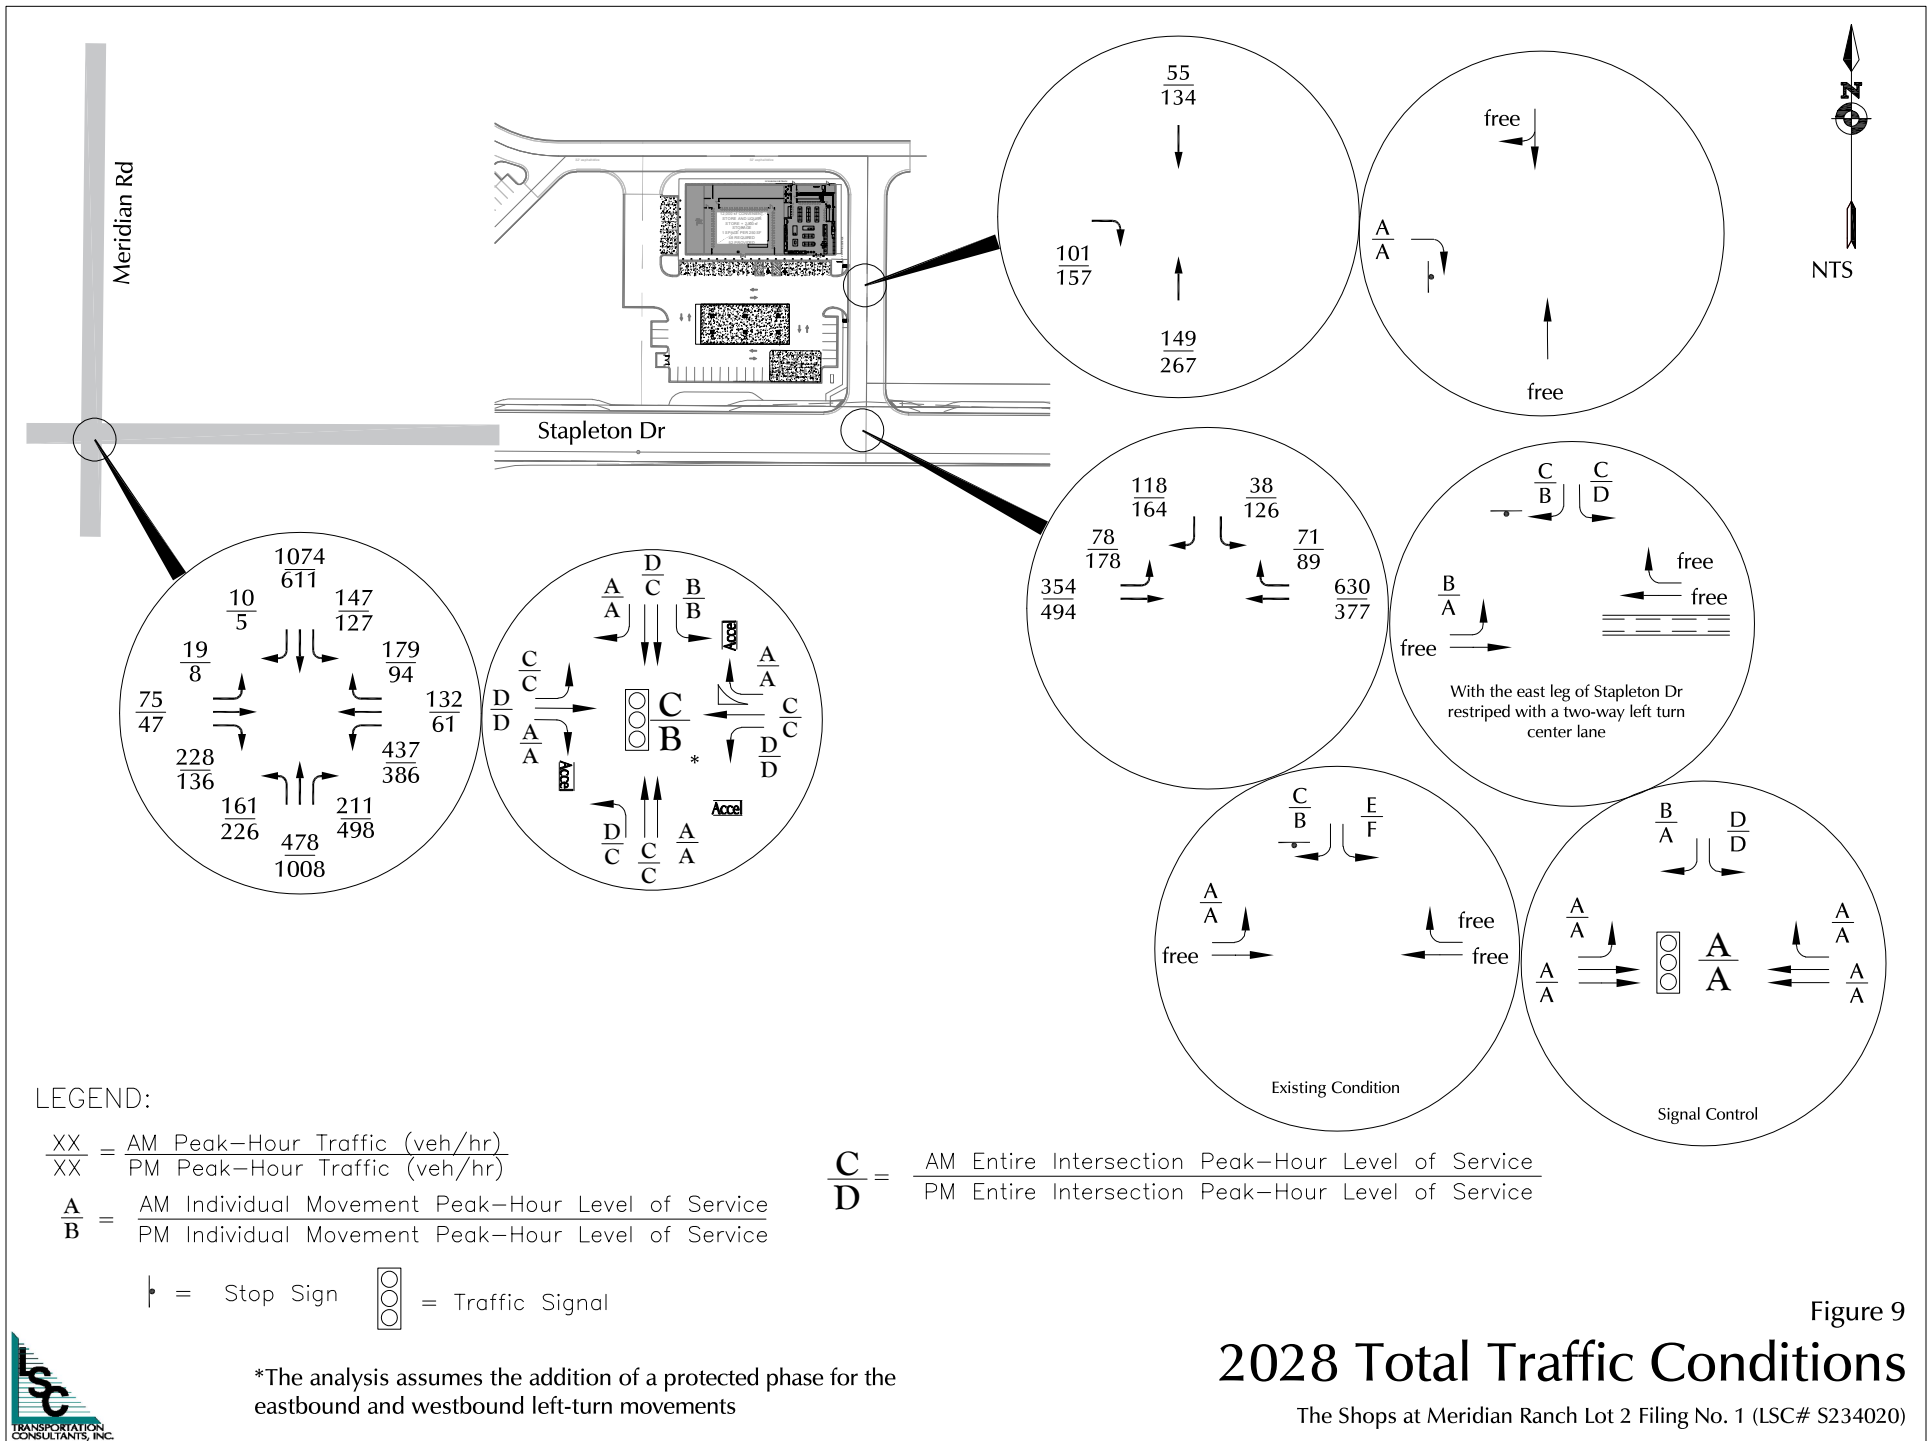 Meridian Rd
Stapleton Dr
N
NTS
55
134
101
157
149
267
free
A
A
free
118
164
38
126
78
178
71
89
354
494
630
377
C
B
C
D
free
free
B
A
free
With the east leg of Stapleton Dr
restriped with a two-way left turn
center lane
1074
611
10
5
147
127
19
8
179
94
75
47
132
61
228
136
437
386
161
226
211
498
478
1008
D
C
A
A
B
B
Accel
C
C
A
A
D
D
C
B
C
C
A
A
D
D
*
Accel
Accel
D
C
C
C
A
A
C
B
E
F
A
A
free
free
free
Existing Condition
B
A
D
D
A
A
A
A
A
A
A
A
A
A
Signal Control
LEGEND:
XX = AM Peak-Hour Traffic (veh/hr)
XX PM Peak-Hour Traffic (veh/hr)
A = AM Individual Movement Peak-Hour Level of Service
B PM Individual Movement Peak-Hour Level of Service
C = AM Entire Intersection Peak-Hour Level of Service
D PM Entire Intersection Peak-Hour Level of Service
= Stop Sign
= Traffic Signal
*The analysis assumes the addition of a protected phase for the
eastbound and westbound left-turn movements
LSC
TRANSPORTATION
CONSULTANTS, INC.
Figure 9
2028 Total Traffic Conditions
The Shops at Meridian Ranch Lot 2 Filing No. 1 (LSC# S234020)